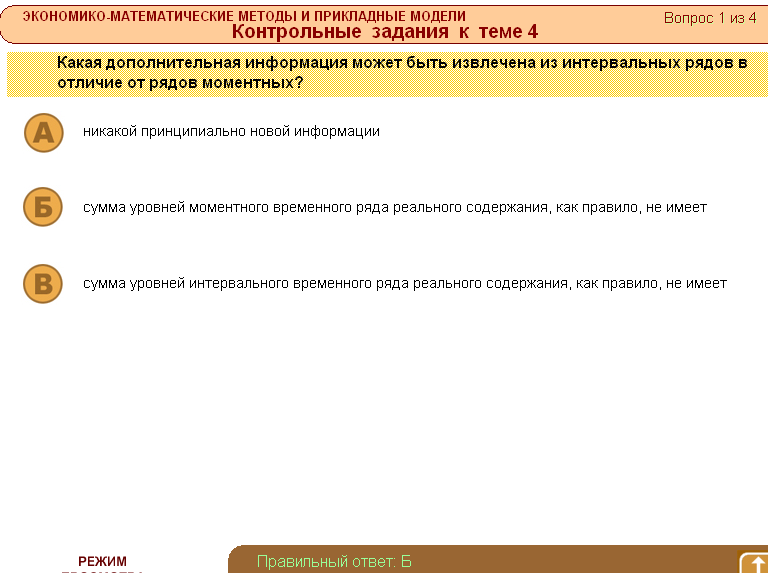 ЭКОНОМИКО-МАТЕМАТИЧЕСКИЕ МЕТОДЫ И ПРИКЛАДНЫЕ МОДЕЛИ
Вопрос 1 из 4
Контрольные задания к теме 4
Какая дополнительная информация может быть извлечена из интервальных рядов в
отличие от рядов моментных?
А никакой принципиально новой информации
Б сумма уровней моментного временного ряда реального содержания, как правило, не имеет
В сумма уровней интервального временного ряда реального содержания, как правило, не имеет
РЕЖИМ
Правильный ответ: Б